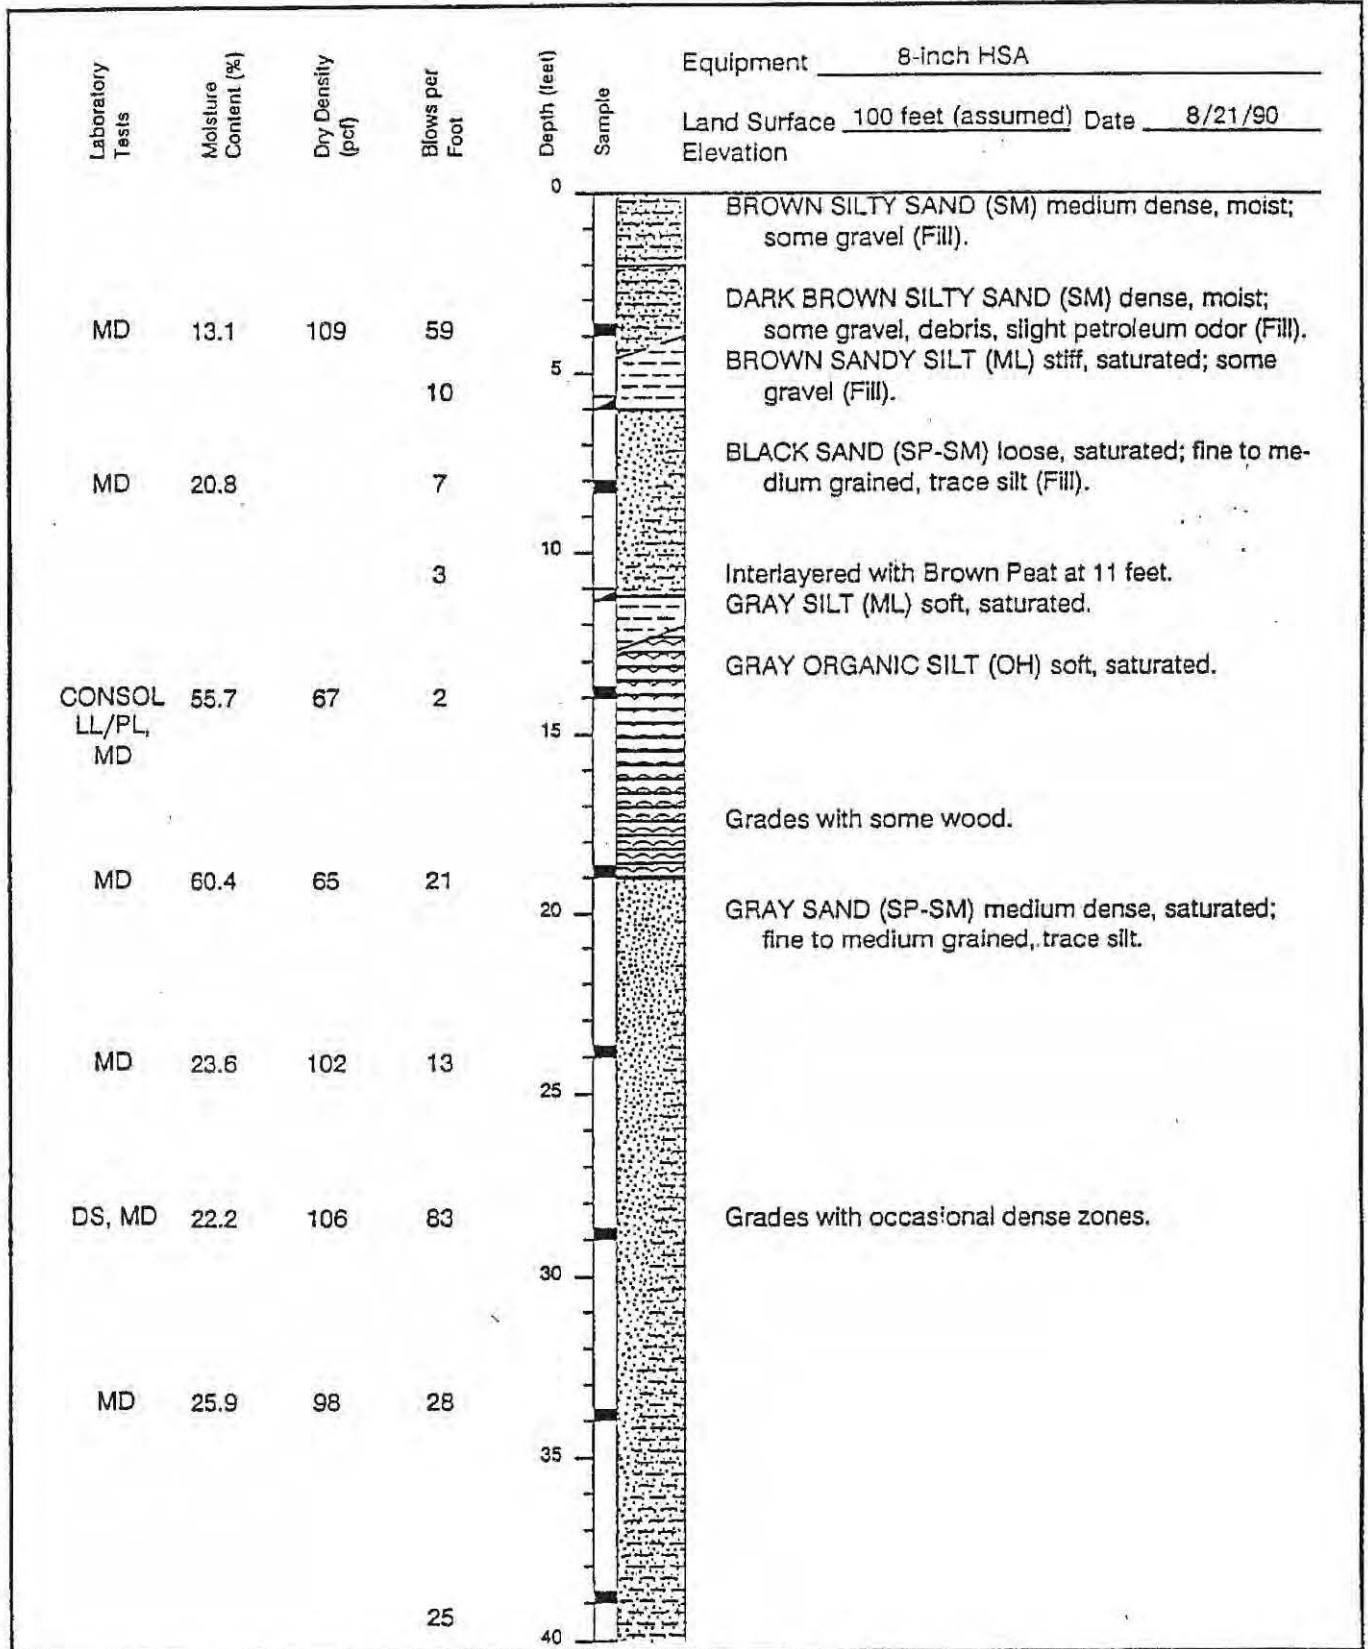 Laboratory
Tests
Moisture
Content (%)
Dry Density
(pcf)
Blows per
Foot
Depth (feet)
Sample
Equipment 8-inch HSA
Land Surface 100 feet (assumed) Date 8/21/90
Elevation
0
BROWN SILTY SAND (SM) medium dense, moist;
some gravel (Fill).
DARK BROWN SILTY SAND (SM) dense, moist;
MD 13.1 109 59 some gravel, debris, slight petroleum odor (Fill).
5 BROWN SANDY SILT (ML) stiff, saturated; some
10 gravel (Fill).
BLACK SAND (SP-SM) loose, saturated; fine to me-
MD 20.8 7 dium grained, trace silt (Fill).
10
3 Interlayered with Brown Peat at 11 feet.
GRAY SILT (ML) soft, saturated.
GRAY ORGANIC SILT (OH) soft, saturated.
CONSOL 55.7 67 2
LL/PL,
15
MD
Grades with some wood.
MD 60.4 65 21
20 GRAY SAND (SP-SM) medium dense, saturated;
fine to medium grained, trace silt.
MD 23.6 102 13
25
DS, MD 22.2 106 83 Grades with occasional dense zones.
30
MD 25.9 98 28
35
25
40